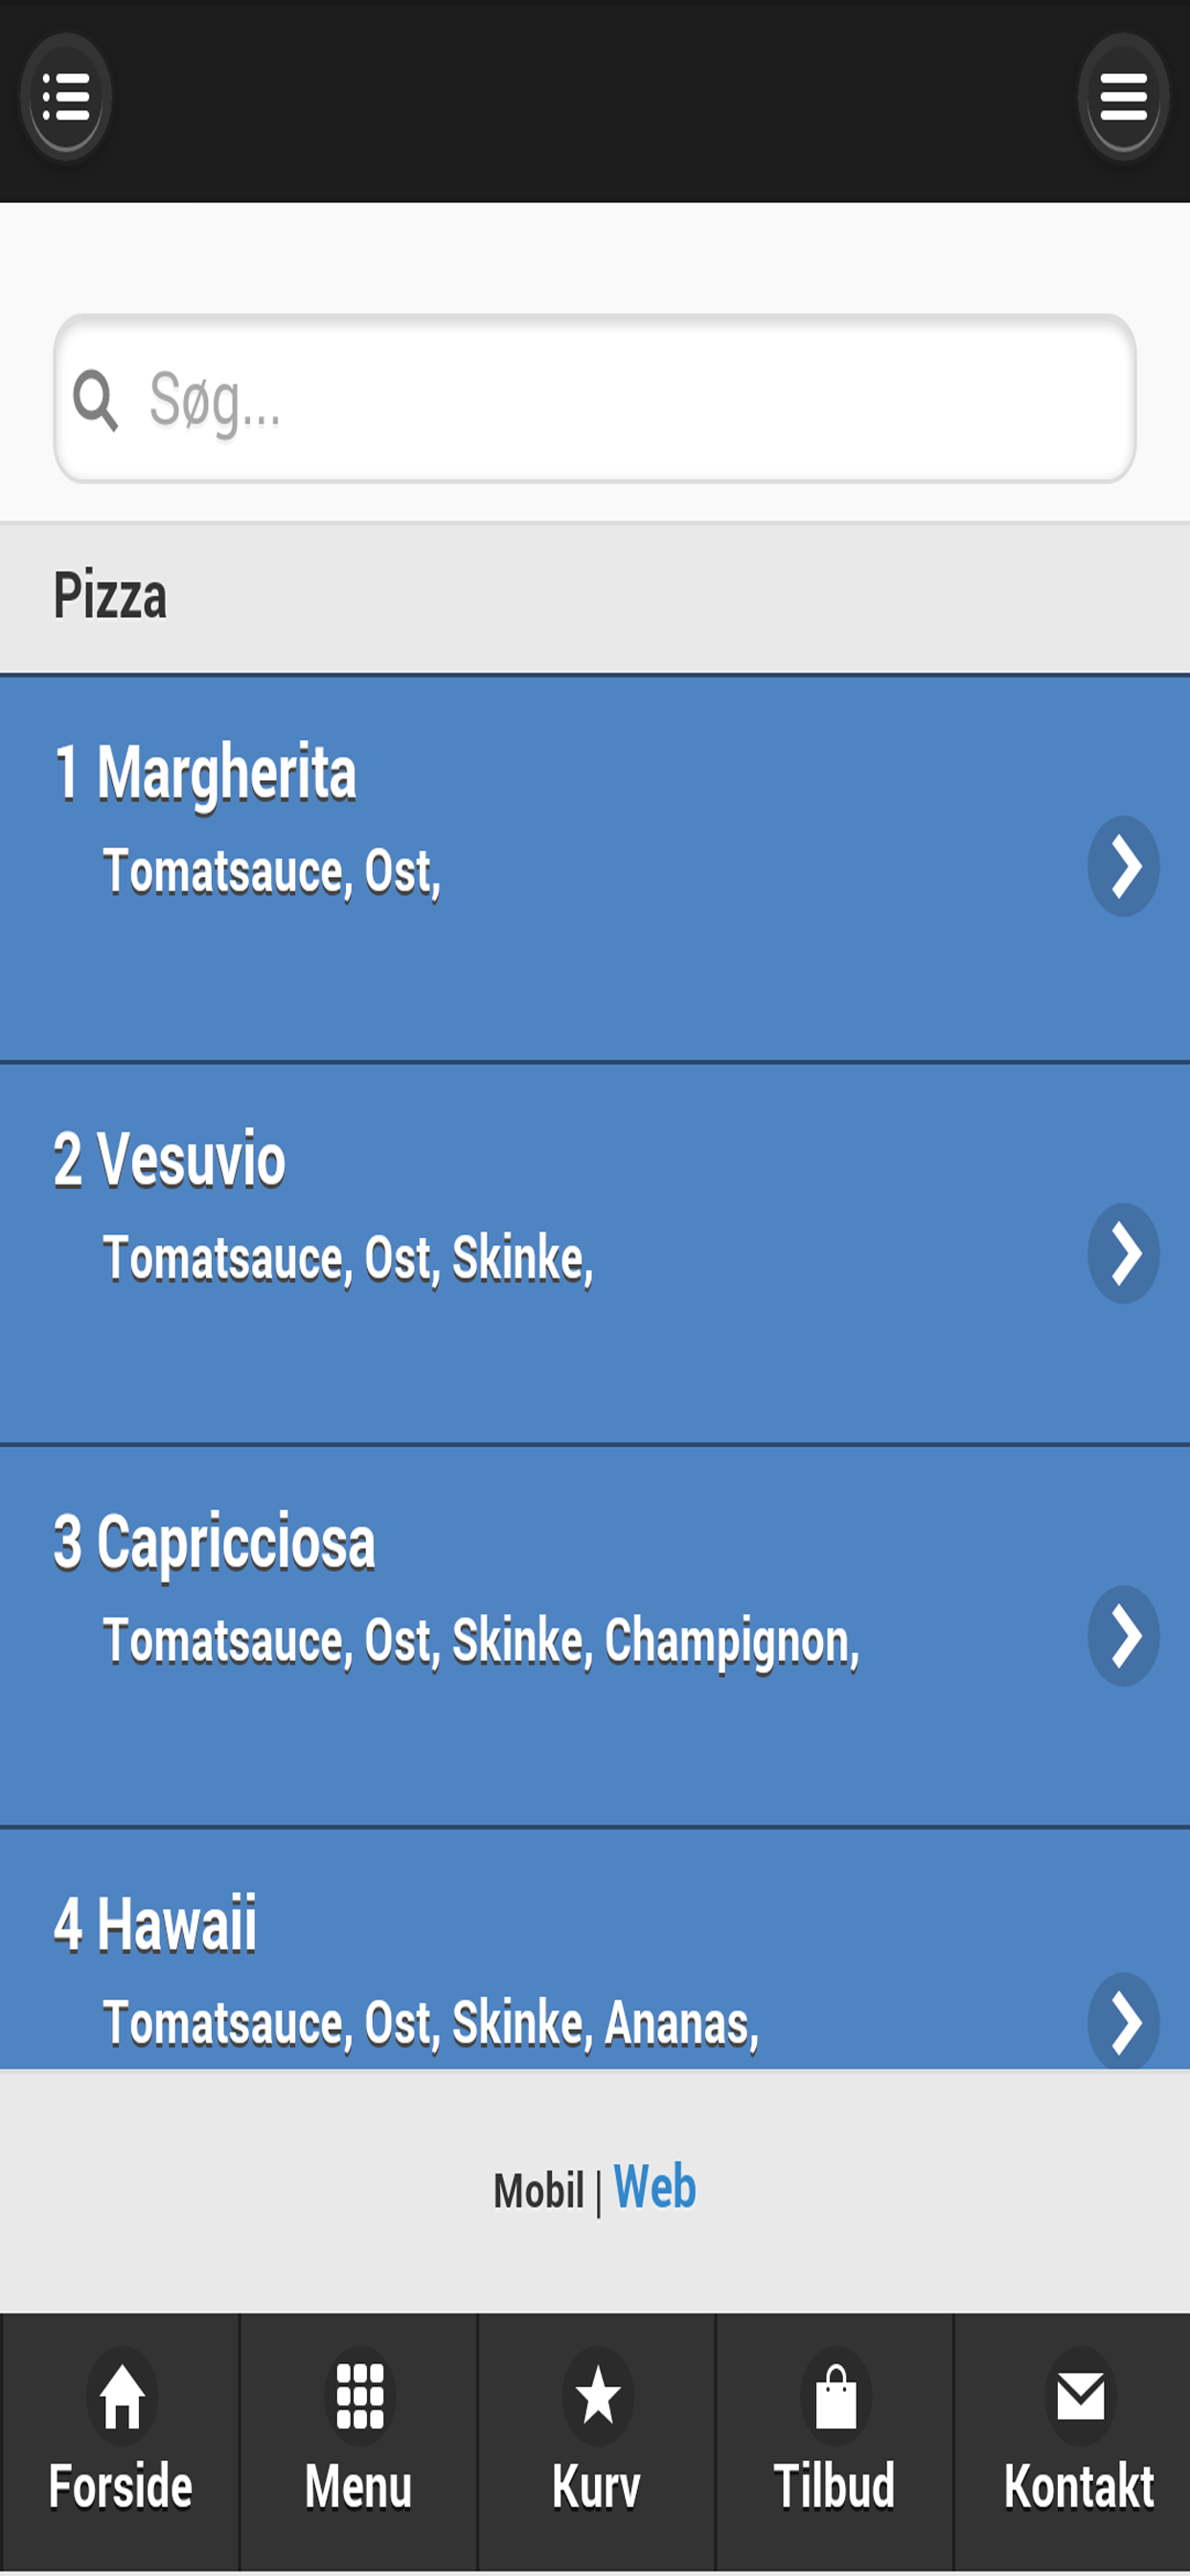 Søg...
Pizza
1 Margherita
Tomatsauce, Ost,
2 Vesuvio
Tomatsauce, Ost, Skinke,
3 Capricciosa
Tomatsauce, Ost, Skinke, Champignon,
4 Hawaii
Tomatsauce, Ost, Skinke, Ananas,
Mobil | Web
Forside Menu Kurv Tilbud Kontakt